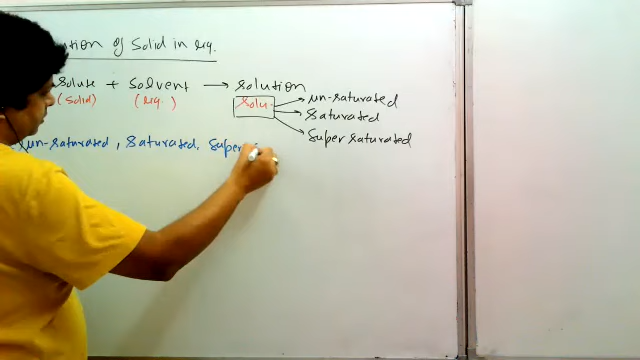 of Solid in liq.
solute + solvent → solution
(solid) (liq.) solu. un-saturated
saturated
super saturated
un-saturated, saturated, super